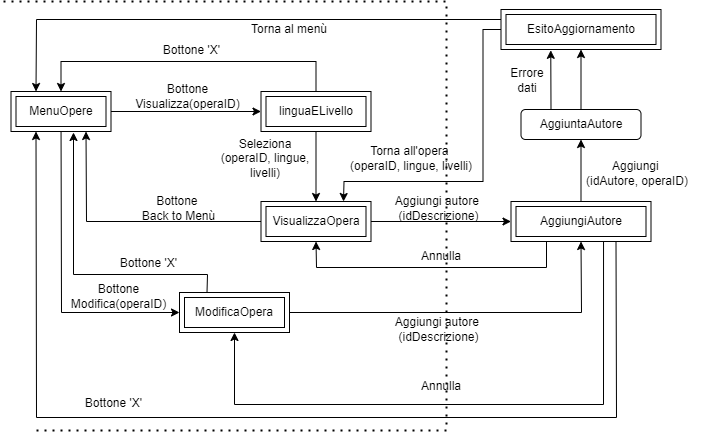 Torna al menù
EsitoAggiornamento
Bottone 'X'
Errore
dati
Bottone
Visualizza(operaID)
MenuOpere
linguaELivello
AggiuntaAutore
Seleziona
(operaID, lingue,
livelli)
Torna all'opera
(operaID, lingue, livelli)
Aggiungi
(idAutore, operaID)
Bottone
Back to Menù
VisualizzaOpera
Aggiungi autore
(idDescrizione)
AggiungiAutore
Annulla
Bottone 'X'
Bottone
Modifica(operaID)
ModificaOpera
Aggiungi autore
(idDescrizione)
Annulla
Bottone 'X'